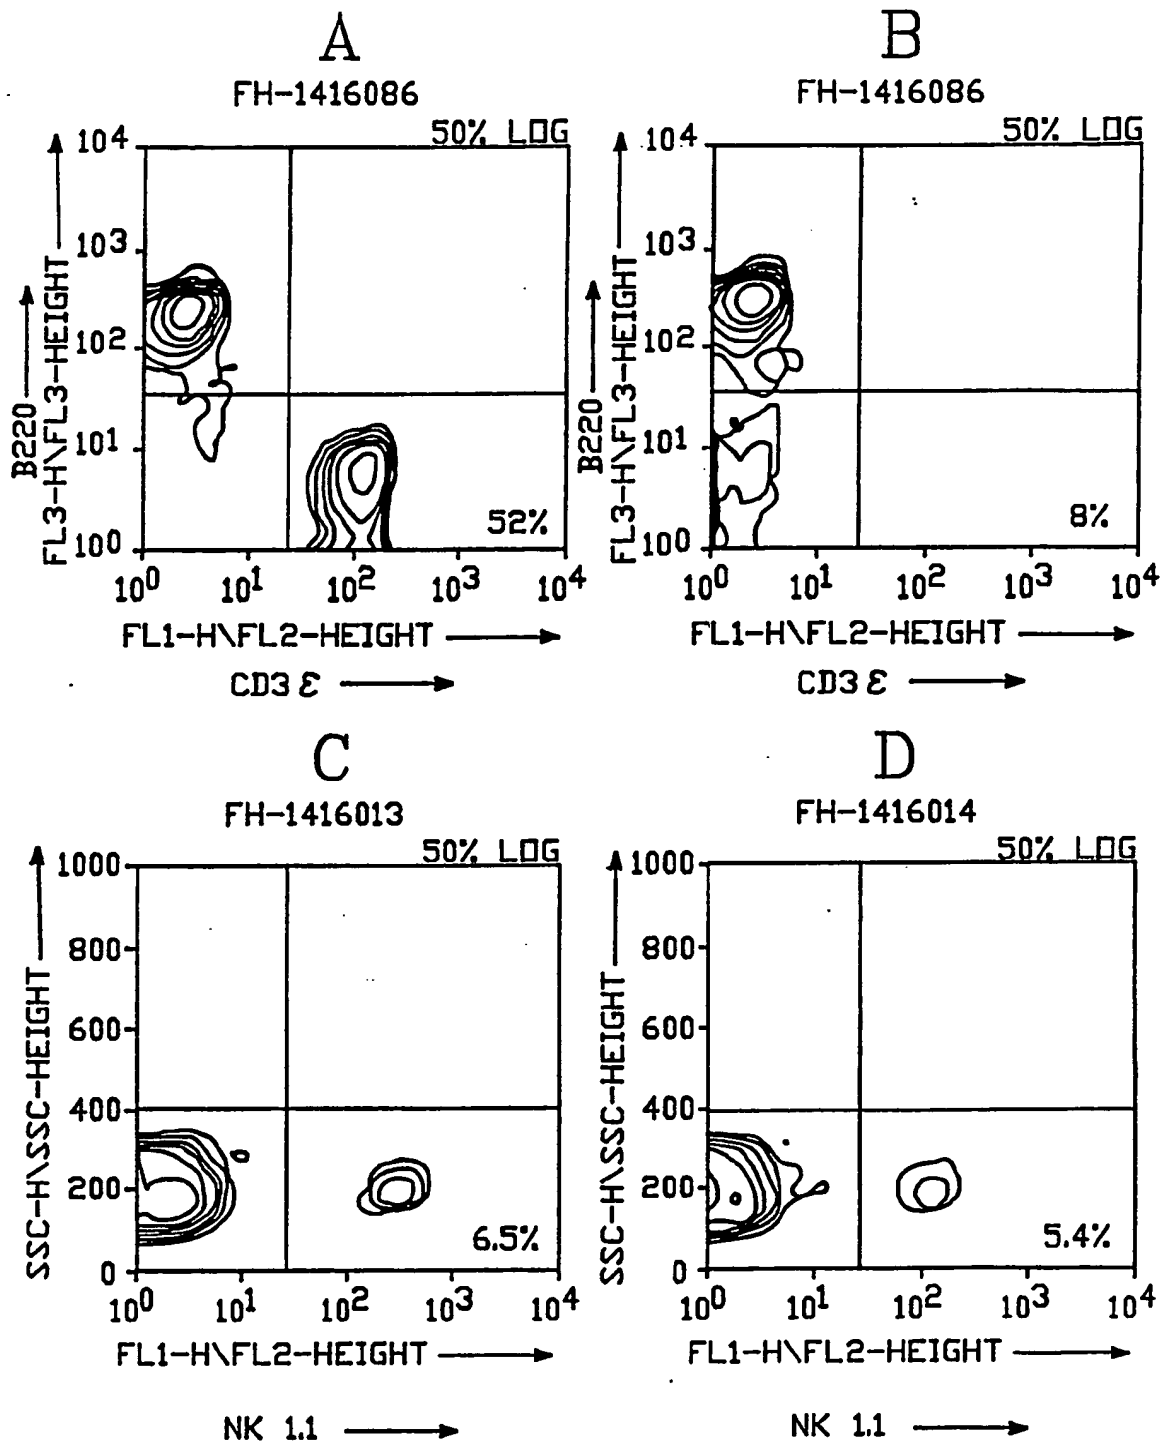 A
FH-1416086
50% LOG
10⁴
10³
10²
10¹
10⁰
B220
FL3-H\FL3-HEIGHT
52%
10⁰ 10¹ 10² 10³ 10⁴
FL1-H\FL2-HEIGHT
CD3 ε
B
FH-1416086
50% LOG
10⁴
10³
10²
10¹
10⁰
B220
FL3-H\FL3-HEIGHT
8%
10⁰ 10¹ 10² 10³ 10⁴
FL1-H\FL2-HEIGHT
CD3 ε
C
FH-1416013
50% LOG
1000
800
600
400
200
0
SSC-H\SSC-HEIGHT
6.5%
10⁰ 10¹ 10² 10³ 10⁴
FL1-H\FL2-HEIGHT
NK 1.1
D
FH-1416014
50% LOG
1000
800
600
400
200
0
SSC-H\SSC-HEIGHT
5.4%
10⁰ 10¹ 10² 10³ 10⁴
FL1-H\FL2-HEIGHT
NK 1.1